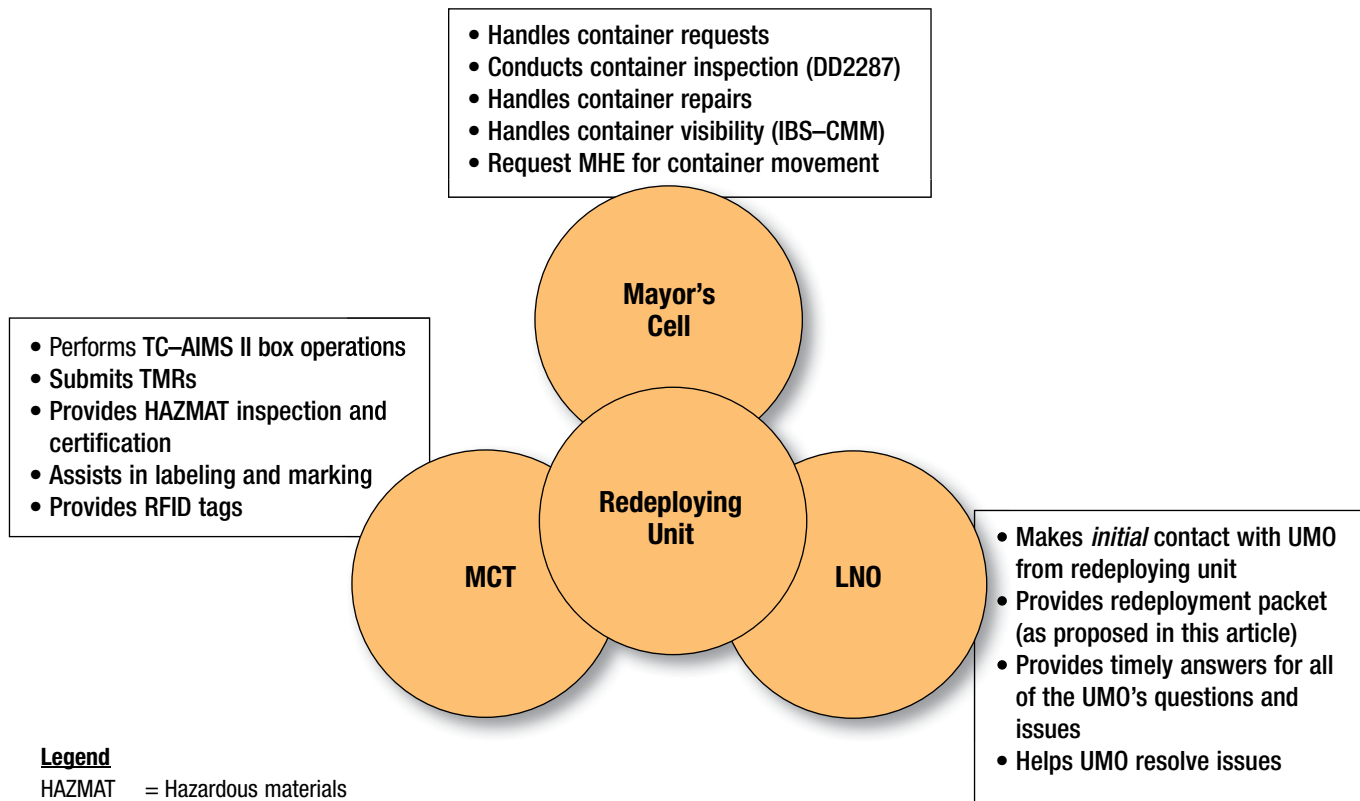 • Handles container requests
• Conducts container inspection (DD2287)
• Handles container repairs
• Handles container visibility (IBS–CMM)
• Request MHE for container movement
Mayor's
Cell
• Performs TC–AIMS II box operations
• Submits TMRs
• Provides HAZMAT inspection and
certification
• Assists in labeling and marking
• Provides RFID tags
Redeploying
Unit
MCT
LNO
• Makes initial contact with UMO
from redeploying unit
• Provides redeployment packet
(as proposed in this article)
• Provides timely answers for all
of the UMO's questions and
issues
• Helps UMO resolve issues
Legend
HAZMAT = Hazardous materials